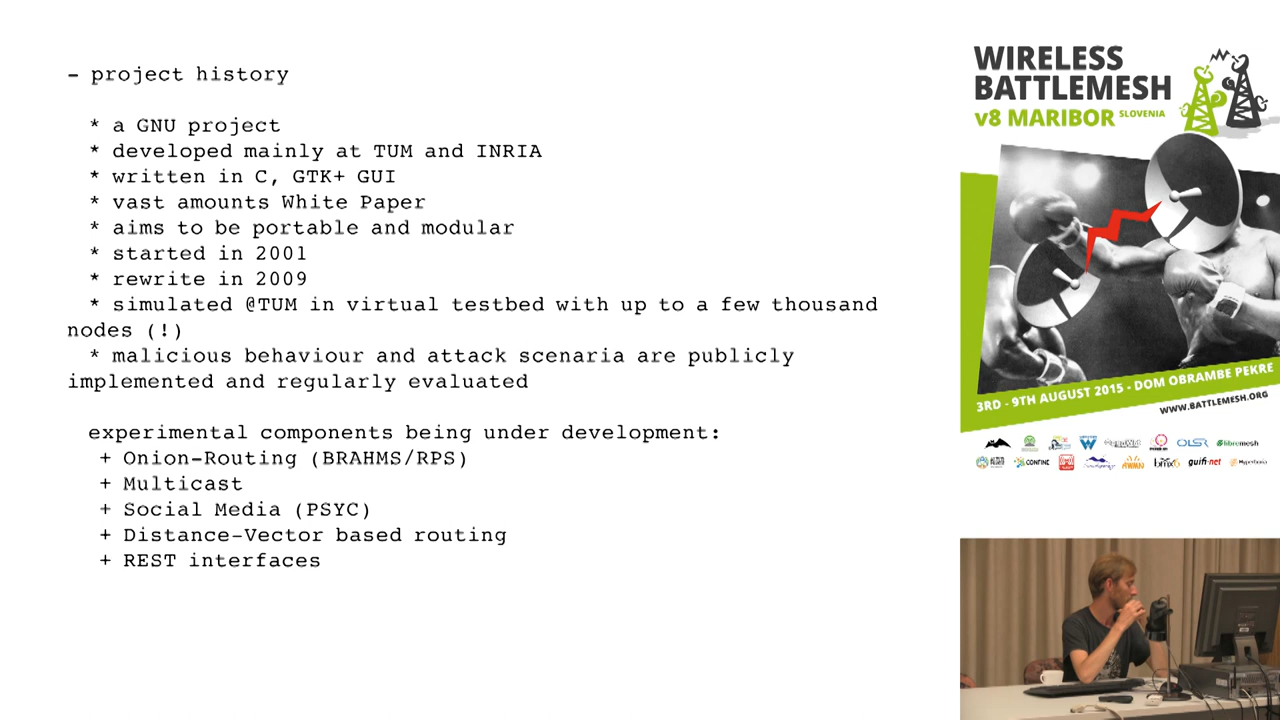 - project history
* a GNU project
* developed mainly at TUM and INRIA
* written in C, GTK+ GUI
* vast amounts White Paper
* aims to be portable and modular
* started in 2001
* rewrite in 2009
* simulated @TUM in virtual testbed with up to a few thousand
nodes (!)
* malicious behaviour and attack scenaria are publicly
implemented and regularly evaluated
experimental components being under development:
+ Onion-Routing (BRAHMS/RPS)
+ Multicast
+ Social Media (PSYC)
+ Distance-Vector based routing
+ REST interfaces
WIRELESS
BATTLEMESH
v8 MARIBOR SLOVENIA
3RD - 9TH AUGUST 2015 - DOM OBRAMBE PEKRE
WWW.BATTLEMESH.ORG
OLSR libremesh
CONFINE AWMN bmx6 guifi·net Hyperboria